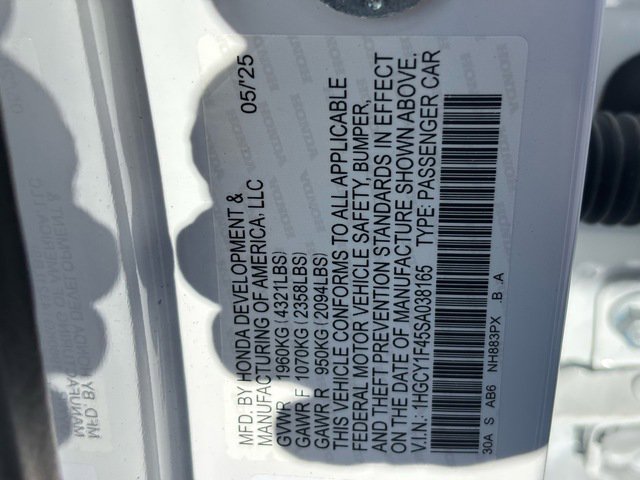 MFD. BY HONDA DEVELOPMENT & 05/'25
MANUFACTURING OF AMERICA, LLC
GVWR 1960KG (4321LBS)
GAWR F 1070KG (2358LBS)
GAWR R 950KG (2094LBS)
THIS VEHICLE CONFORMS TO ALL APPLICABLE
FEDERAL MOTOR VEHICLE SAFETY, BUMPER,
AND THEFT PREVENTION STANDARDS IN EFFECT
ON THE DATE OF MANUFACTURE SHOWN ABOVE.
V.I.N: 1HGCY1F45SA038165 TYPE: PASSENGER CAR
30A S AB6 NH883PX .B .A